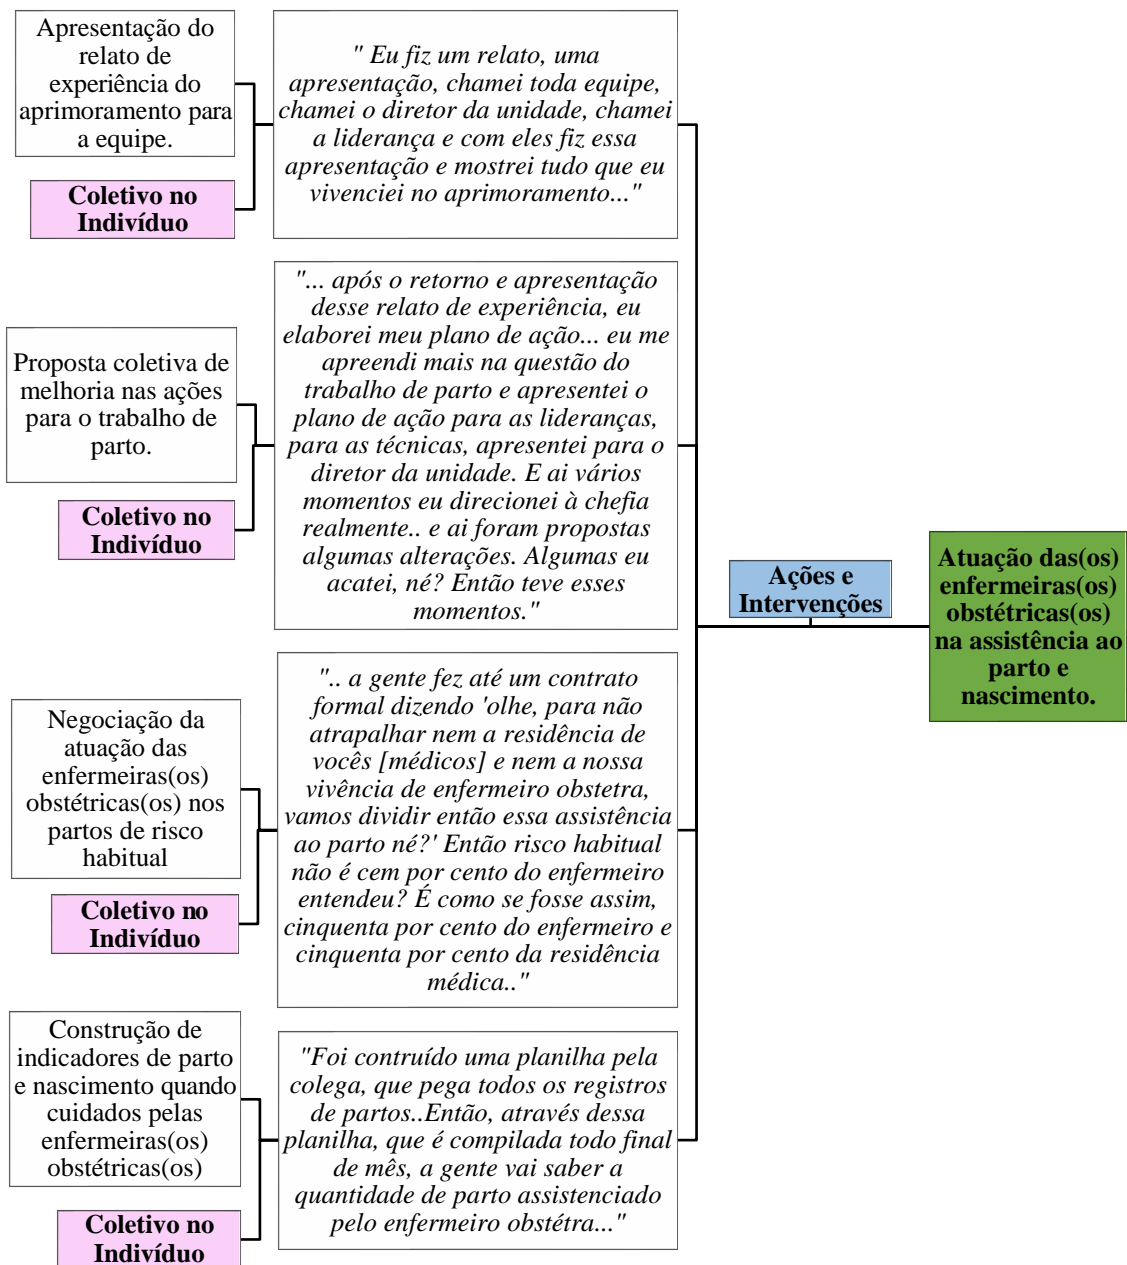 Apresentação do
relato de
experiência do
aprimoramento para
a equipe.
Coletivo no
Indivíduo
" Eu fiz um relato, uma
apresentação, chamei toda equipe,
chamei o diretor da unidade, chamei
a liderança e com eles fiz essa
apresentação e mostrei tudo que eu
vivenciei no aprimoramento..."
Proposta coletiva de
melhoria nas ações
para o trabalho de
parto.
Coletivo no
Indivíduo
"... após o retorno e apresentação
desse relato de experiência, eu
elaborei meu plano de ação... eu me
apreendi mais na questão do
trabalho de parto e apresentei o
plano de ação para as lideranças,
para as técnicas, apresentei para o
diretor da unidade. E ai vários
momentos eu direcionei à chefia
realmente.. e ai foram propostas
algumas alterações. Algumas eu
acatei, né? Então teve esses
momentos."
Negociação da
atuação das
enfermeiras(os)
obstétricas(os) nos
partos de risco
habitual
Coletivo no
Indivíduo
".. a gente fez até um contrato
formal dizendo 'olhe, para não
atrapalhar nem a residência de
vocês [médicos] e nem a nossa
vivência de enfermeiro obstetra,
vamos dividir então essa assistência
ao parto né?' Então risco habitual
não é cem por cento do enfermeiro
entendeu? É como se fosse assim,
cinquenta por cento do enfermeiro e
cinquenta por cento da residência
médica.."
Construção de
indicadores de parto
e nascimento quando
cuidados pelas
enfermeiras(os)
obstétricas(os)
Coletivo no
Indivíduo
"Foi contruído uma planilha pela
colega, que pega todos os registros
de partos..Então, através dessa
planilha, que é compilada todo final
de mês, a gente vai saber a
quantidade de parto assistenciado
pelo enfermeiro obstétra..."
Ações e
Intervenções
Atuação das(os)
enfermeiras(os)
obstétricas(os)
na assistência ao
parto e
nascimento.